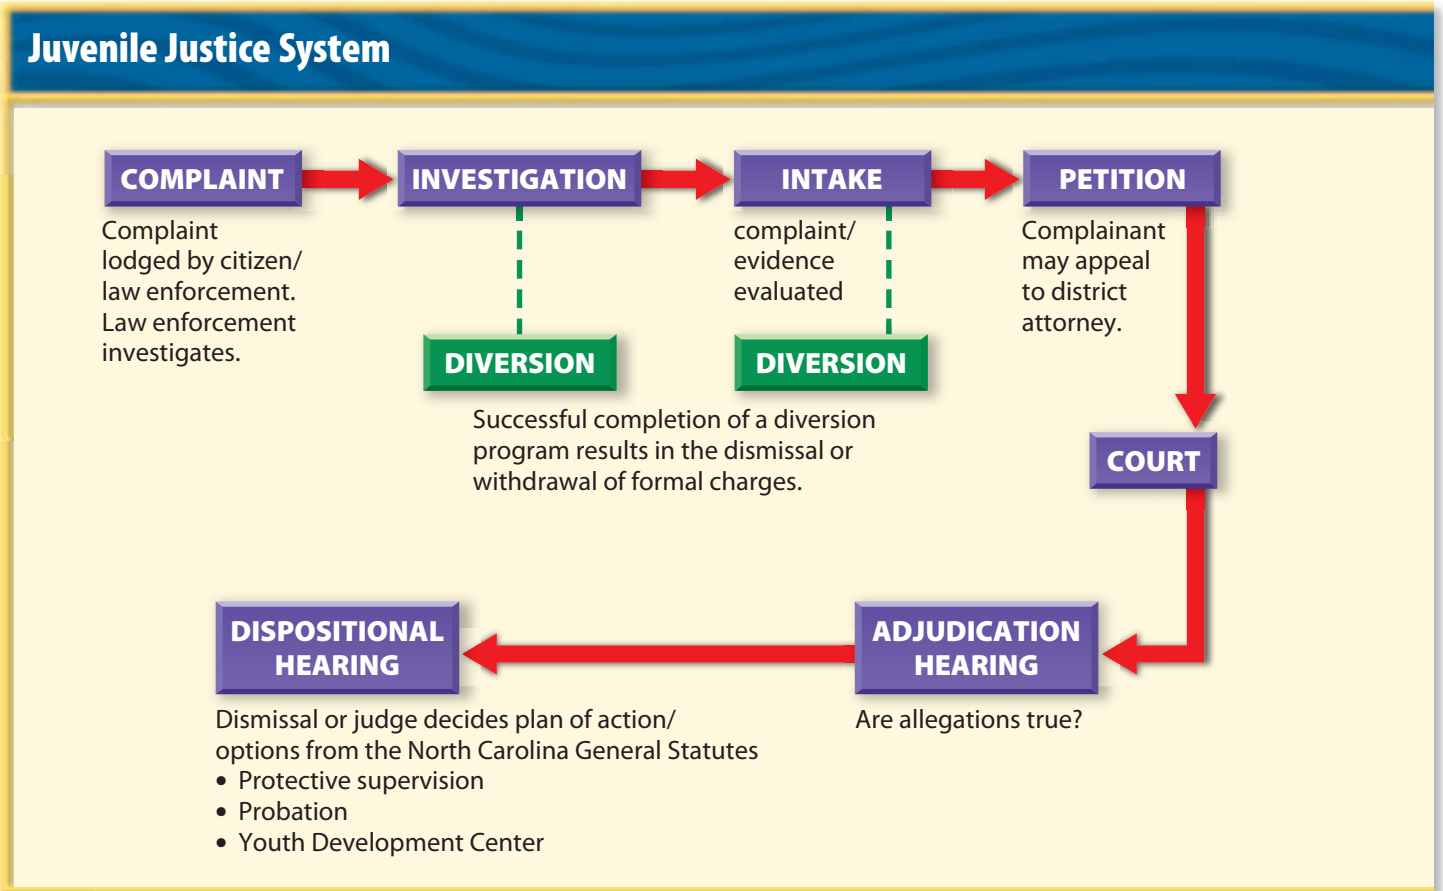 Juvenile Justice System
COMPLAINT
Complaint
lodged by citizen/
law enforcement.
Law enforcement
investigates.
INVESTIGATION
INTAKE
complaint/
evidence
evaluated
PETITION
Complainant
may appeal
to district
attorney.
DIVERSION
DIVERSION
Successful completion of a diversion
program results in the dismissal or
withdrawal of formal charges.
COURT
ADJUDICATION
HEARING
Are allegations true?
DISPOSITIONAL
HEARING
Dismissal or judge decides plan of action/
options from the North Carolina General Statutes
• Protective supervision
• Probation
• Youth Development Center